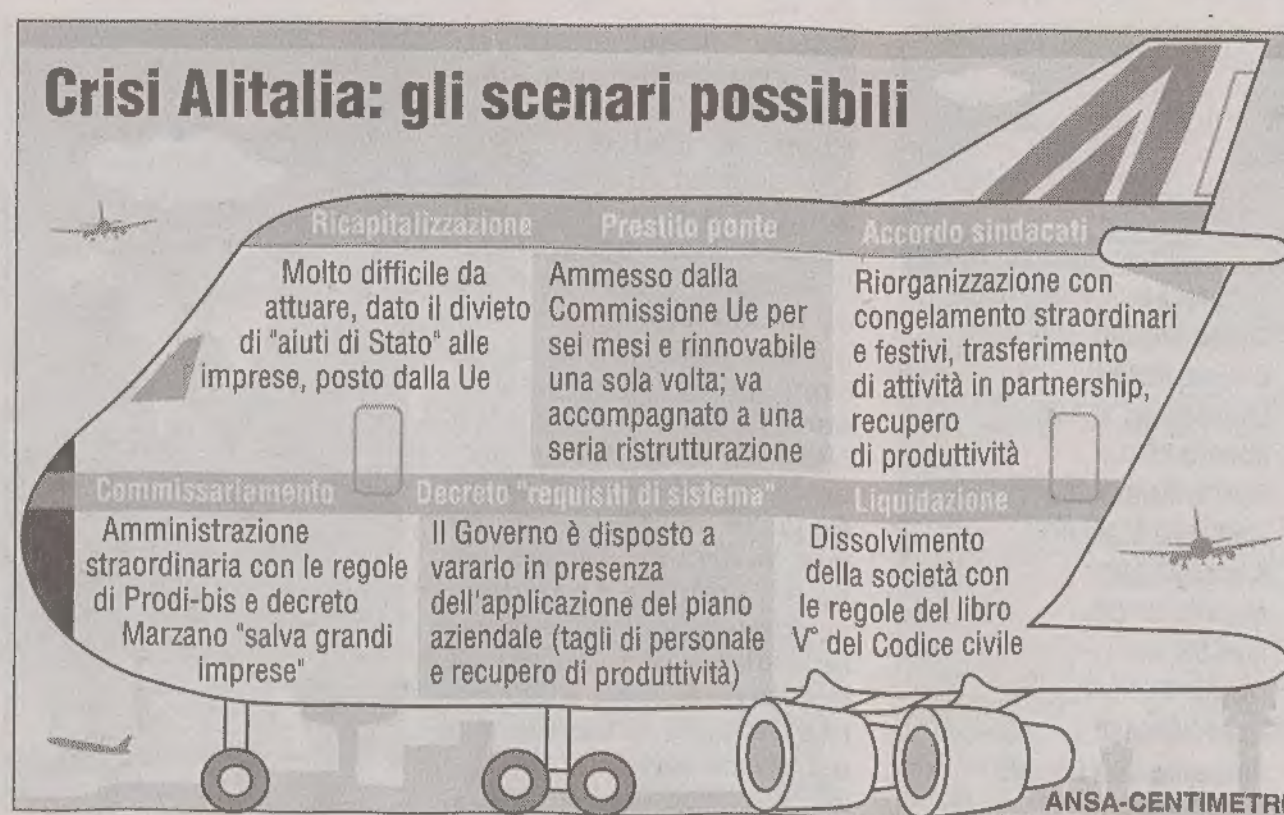 Crisi Alitalia: gli scenari possibili
Ricapitalizzazione
Molto difficile da
attuare, dato il divieto
di "aiuti di Stato" alle
imprese, posto dalla Ue
Prestito ponte
Ammesso dalla
Commissione Ue per
sei mesi e rinnovabile
una sola volta; va
accompagnato a una
seria ristrutturazione
Accordo sindacati
Riorganizzazione con
congelamento straordinari
e festivi, trasferimento
di attività in partnership,
recupero
di produttività
Commissariamento
Amministrazione
straordinaria con le regole
di Prodi-bis e decreto
Marzano "salva grandi
imprese"
Decreto "requisiti di sistema"
Il Governo è disposto a
vararlo in presenza
dell'applicazione del piano
aziendale (tagli di personale
e recupero di produttività)
Liquidazione
Dissolvimento
della società con
le regole del libro
V° del Codice civile
ANSA-CENTIMETRI